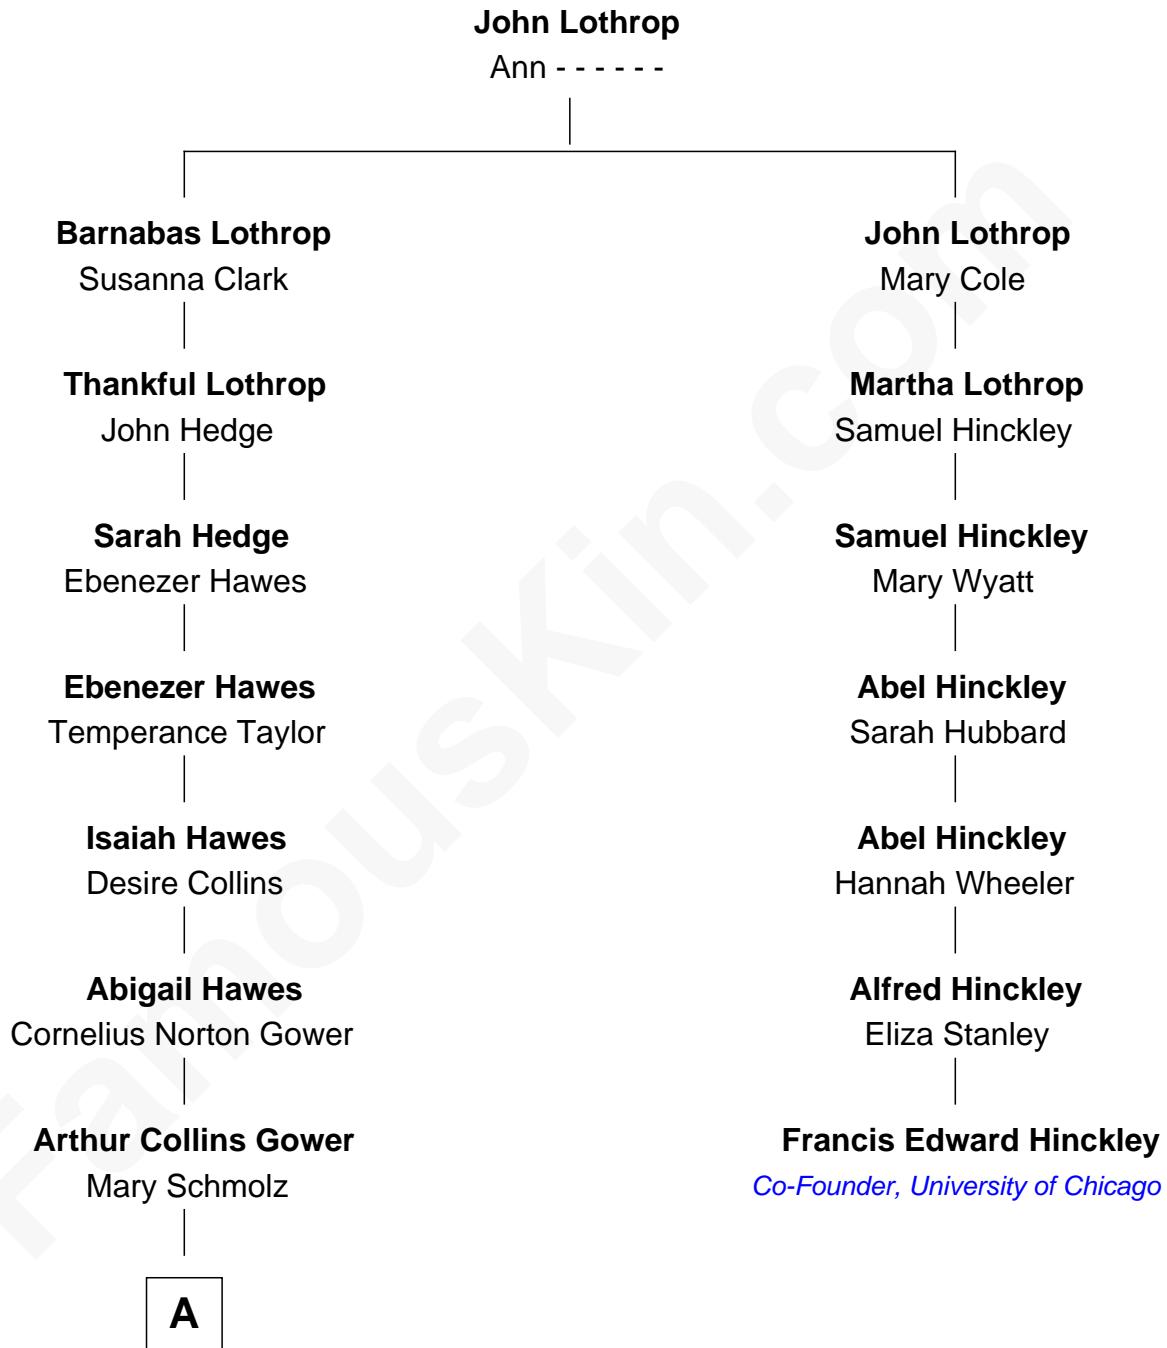 John Lothrop
Ann - - - - - -
Barnabas Lothrop
Susanna Clark
Thankful Lothrop
John Hedge
Sarah Hedge
Ebenezer Hawes
Ebenezer Hawes
Temperance Taylor
Isaiah Hawes
Desire Collins
Abigail Hawes
Cornelius Norton Gower
Arthur Collins Gower
Mary Schmolz
A
John Lothrop
Mary Cole
Martha Lothrop
Samuel Hinckley
Samuel Hinckley
Mary Wyatt
Abel Hinckley
Sarah Hubbard
Abel Hinckley
Hannah Wheeler
Alfred Hinckley
Eliza Stanley
Francis Edward Hinckley
Co-Founder, University of Chicago
FamousKin.com